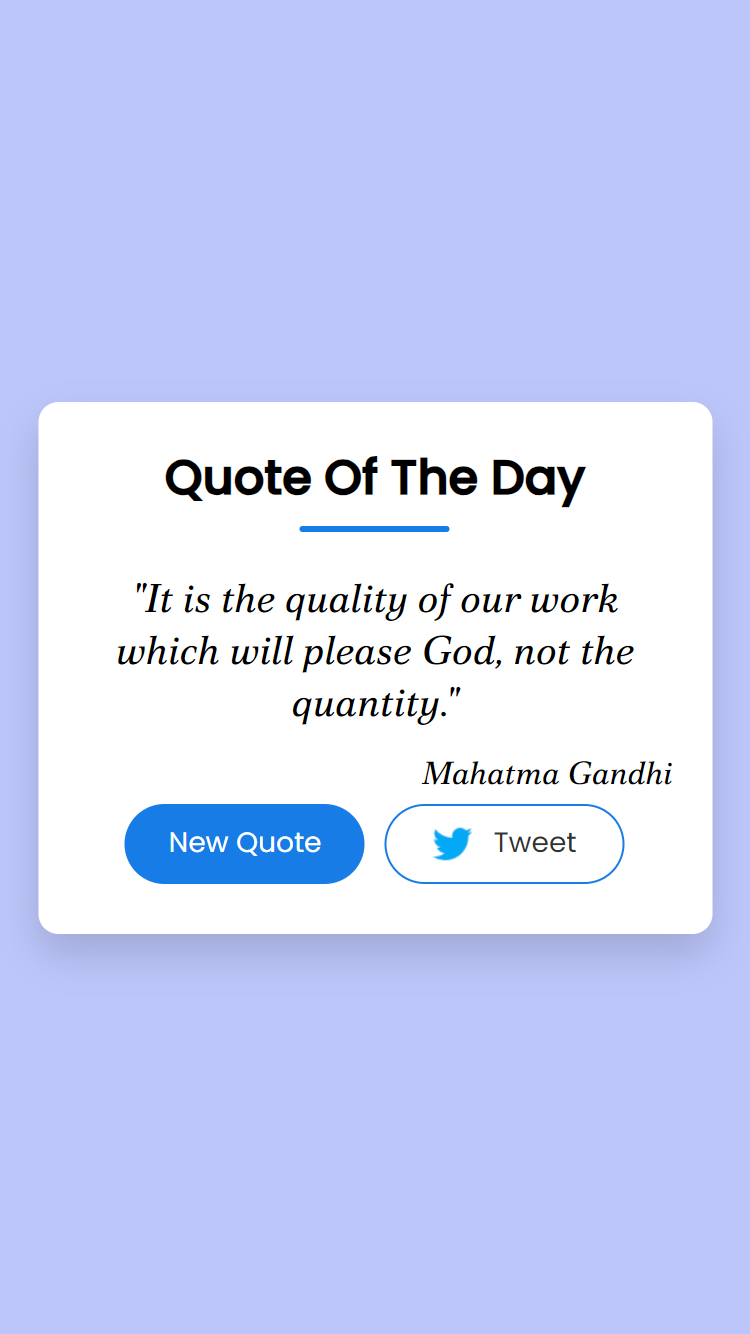 Quote Of The Day
"It is the quality of our work
which will please God, not the
quantity."
Mahatma Gandhi
New Quote
Tweet